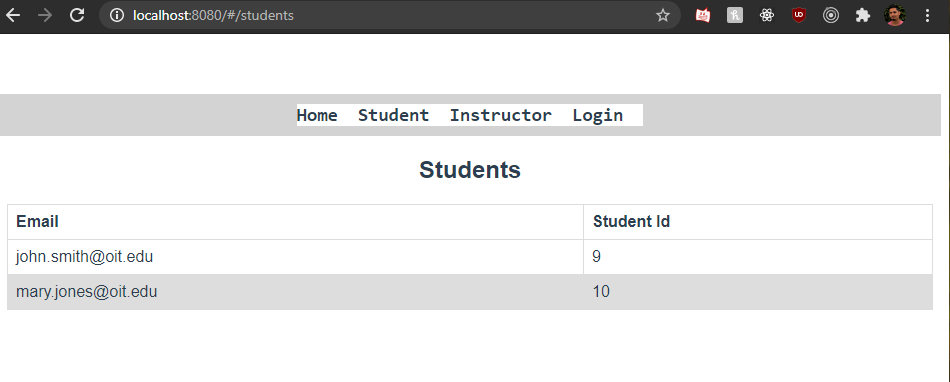 localhost:8080/#/students
Home Student Instructor Login
Students
Email Student Id
john.smith@oit.edu 9
mary.jones@oit.edu 10